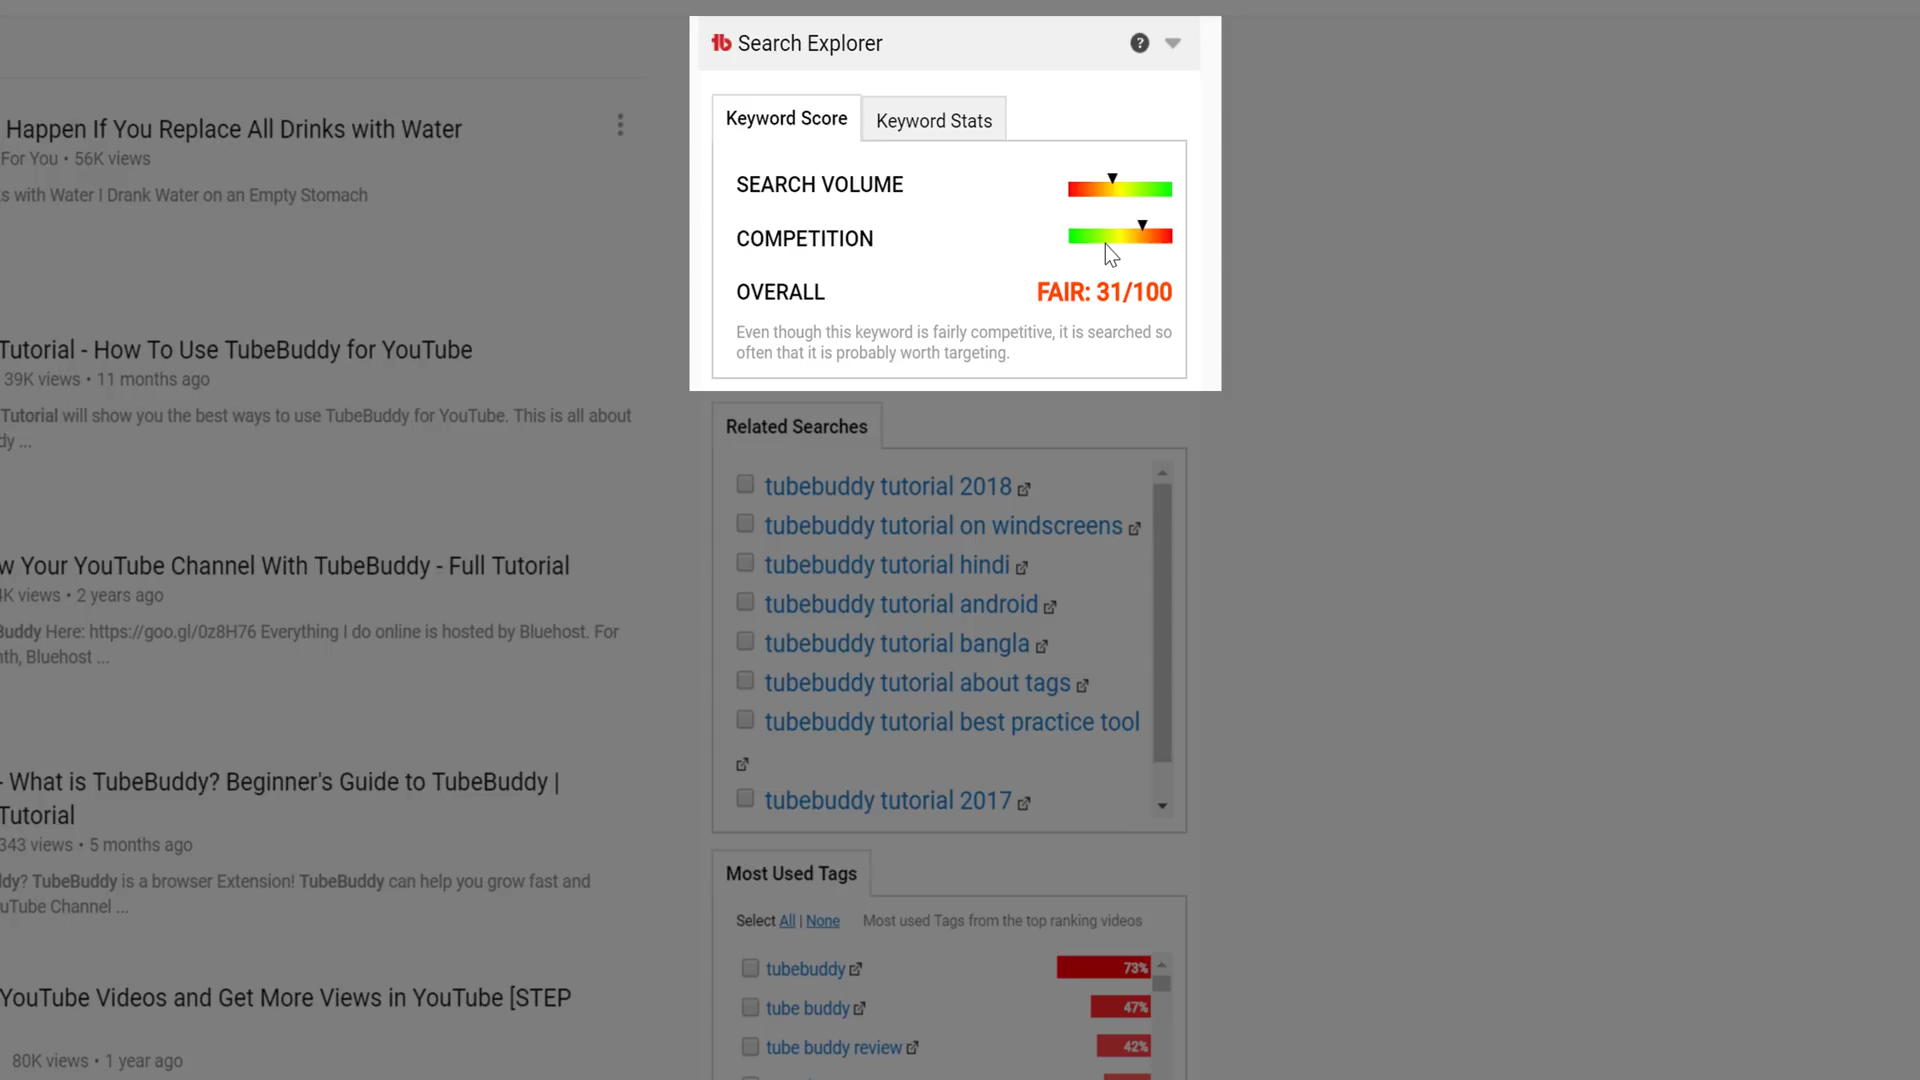 Happen If You Replace All Drinks with Water
For You • 56K views
s with Water I Drank Water on an Empty Stomach
Tutorial - How To Use TubeBuddy for YouTube
39K views • 11 months ago
Tutorial will show you the best ways to use TubeBuddy for YouTube. This is all about
dy ...
w Your YouTube Channel With TubeBuddy - Full Tutorial
4K views • 2 years ago
Buddy Here: https://goo.gl/0z8H76 Everything I do online is hosted by Bluehost. For
nth, Bluehost ...
- What is TubeBuddy? Beginner's Guide to TubeBuddy |
Tutorial
343 views • 5 months ago
ddy? TubeBuddy is a browser Extension! TubeBuddy can help you grow fast and
uTube Channel ...
YouTube Videos and Get More Views in YouTube [STEP
80K views • 1 year ago
tb Search Explorer ?
Keyword Score
Keyword Stats
SEARCH VOLUME
COMPETITION
OVERALL FAIR: 31/100
Even though this keyword is fairly competitive, it is searched so
often that it is probably worth targeting.
Related Searches
tubebuddy tutorial 2018
tubebuddy tutorial on windscreens
tubebuddy tutorial hindi
tubebuddy tutorial android
tubebuddy tutorial bangla
tubebuddy tutorial about tags
tubebuddy tutorial best practice tool
tubebuddy tutorial 2017
Most Used Tags
Select All | None Most used Tags from the top ranking videos
tubebuddy 73%
tube buddy 47%
tube buddy review 42%